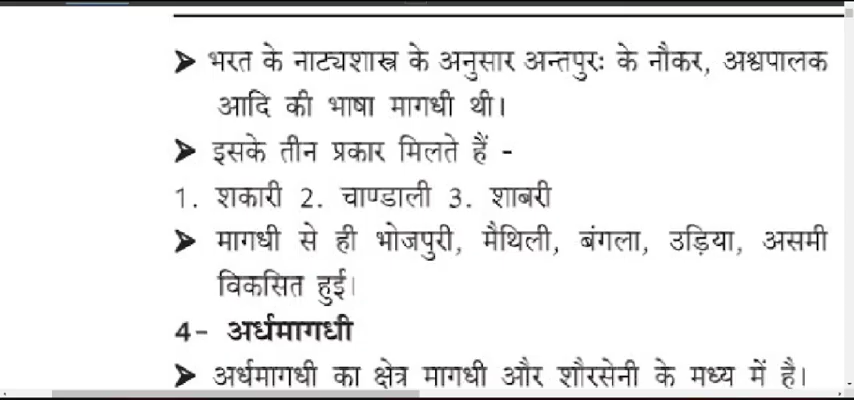 ➤ भरत के नाट्यशास्त्र के अनुसार अन्तपुरः के नौकर, अश्वपालक
आदि की भाषा मागधी थी।
➤ इसके तीन प्रकार मिलते हैं -
1. शकारी 2. चाण्डाली 3. शाबरी
➤ मागधी से ही भोजपुरी, मैथिली, बंगला, उड़िया, असमी
विकसित हुई।
4- अर्धमागधी
➤ अर्धमागधी का क्षेत्र मागधी और शौरसेनी के मध्य में है।